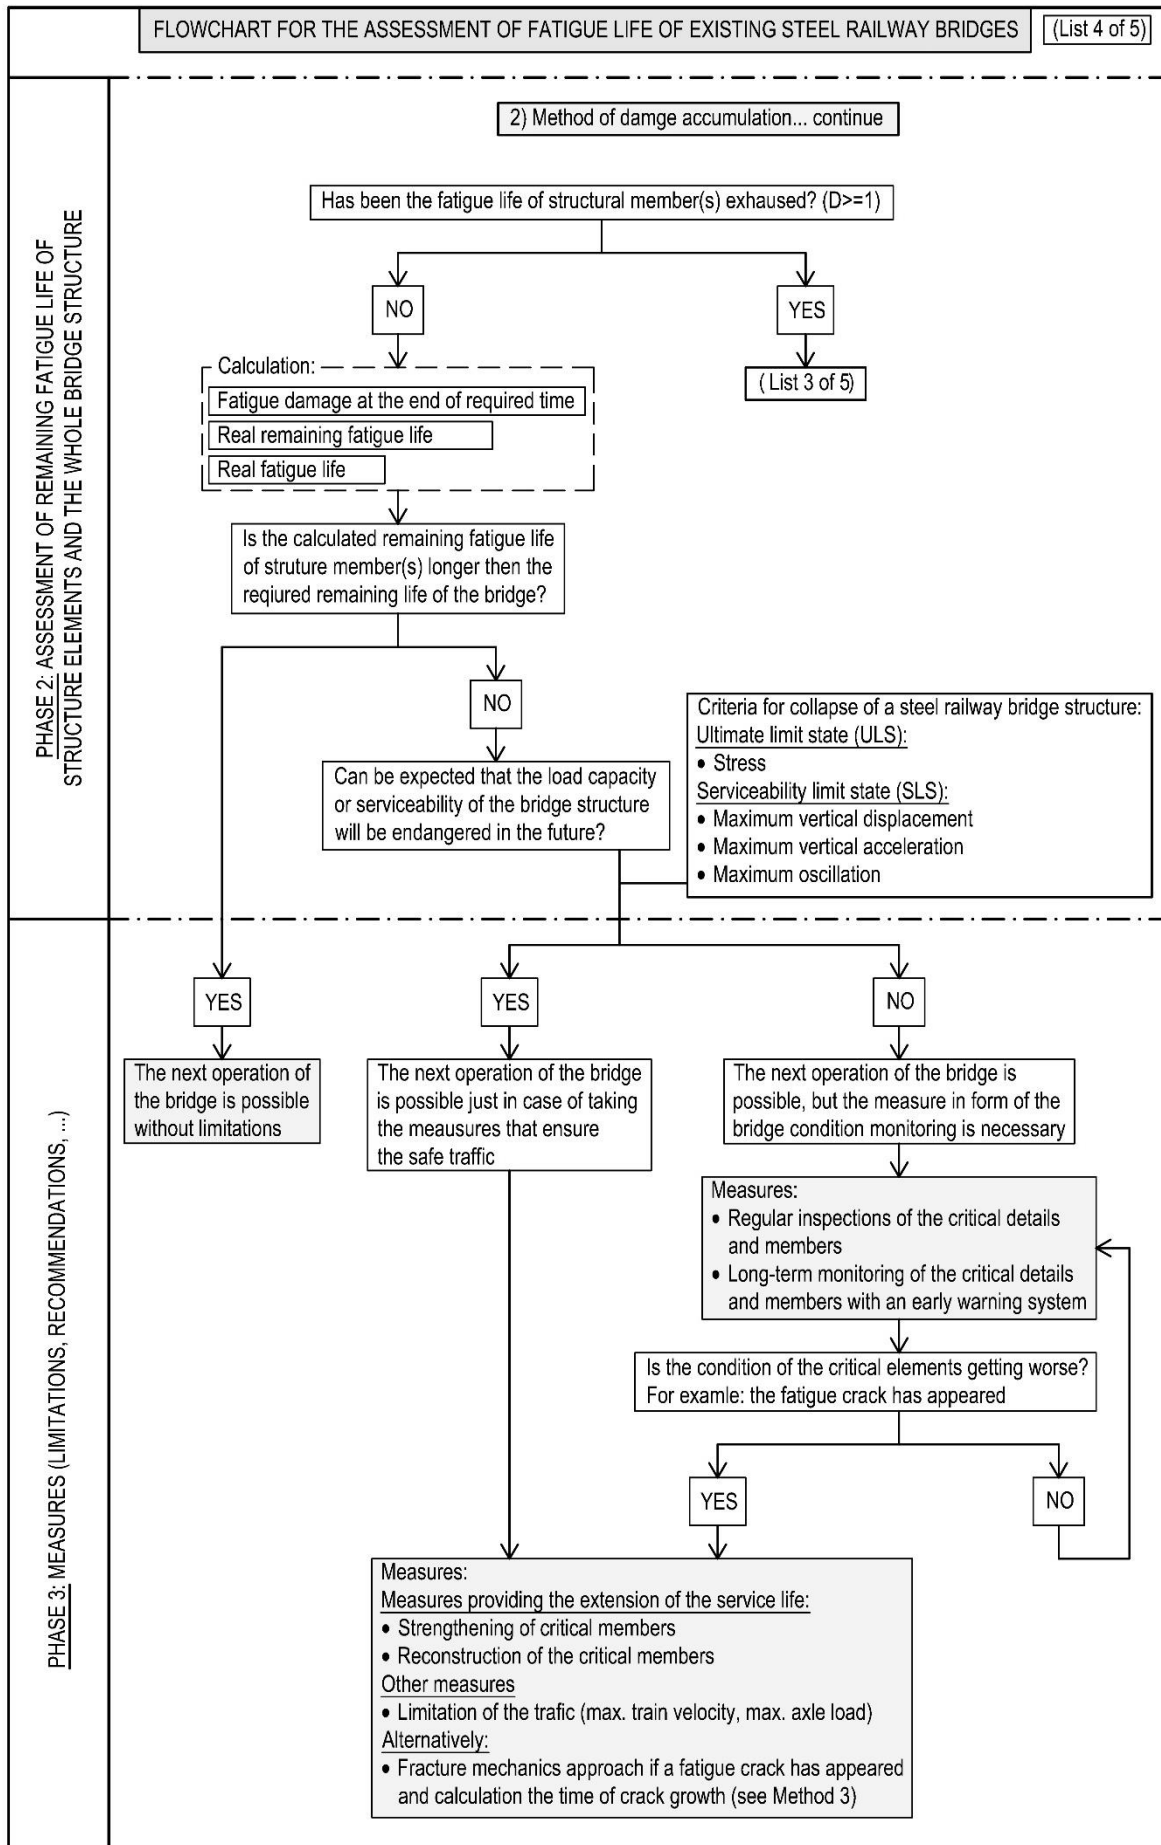 FLOWCHART FOR THE ASSESSMENT OF FATIGUE LIFE OF EXISTING STEEL RAILWAY BRIDGES
(List 4 of 5)
PHASE 2: ASSESSMENT OF REMAINING FATIGUE LIFE OF
STRUCTURE ELEMENTS AND THE WHOLE BRIDGE STRUCTURE
2) Method of damge accumulation... continue
Has been the fatigue life of structural member(s) exhaused? (D>=1)
NO
YES
Calculation:
Fatigue damage at the end of required time
Real remaining fatigue life
Real fatigue life
( List 3 of 5)
Is the calculated remaining fatigue life
of struture member(s) longer then the
reqiured remaining life of the bridge?
NO
Can be expected that the load capacity
or serviceability of the bridge structure
will be endangered in the future?
Criteria for collapse of a steel railway bridge structure:
Ultimate limit state (ULS):
• Stress
Serviceability limit state (SLS):
• Maximum vertical displacement
• Maximum vertical acceleration
• Maximum oscillation
PHASE 3: MEASURES (LIMITATIONS, RECOMMENDATIONS, ...)
YES
YES
NO
The next operation of
the bridge is possible
without limitations
The next operation of the bridge
is possible just in case of taking
the meausures that ensure
the safe traffic
The next operation of the bridge is
possible, but the measure in form of the
bridge condition monitoring is necessary
Measures:
• Regular inspections of the critical details
and members
• Long-term monitoring of the critical details
and members with an early warning system
Is the condition of the critical elements getting worse?
For examle: the fatigue crack has appeared
YES
NO
Measures:
Measures providing the extension of the service life:
• Strengthening of critical members
• Reconstruction of the critical members
Other measures
• Limitation of the trafic (max. train velocity, max. axle load)
Alternatively:
• Fracture mechanics approach if a fatigue crack has appeared
and calculation the time of crack growth (see Method 3)